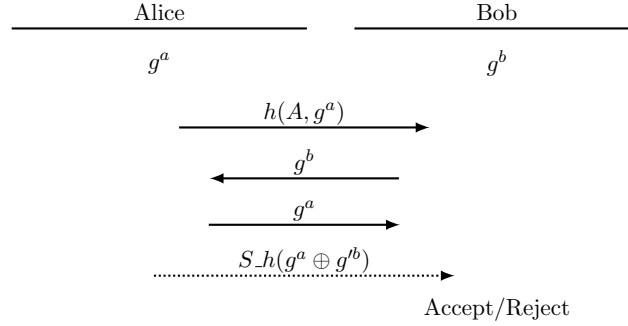 Alice Bob
g^a g^b
h(A, g^a)
g^b
g^a
S_h(g^a ⊕ g'^b)
Accept/Reject